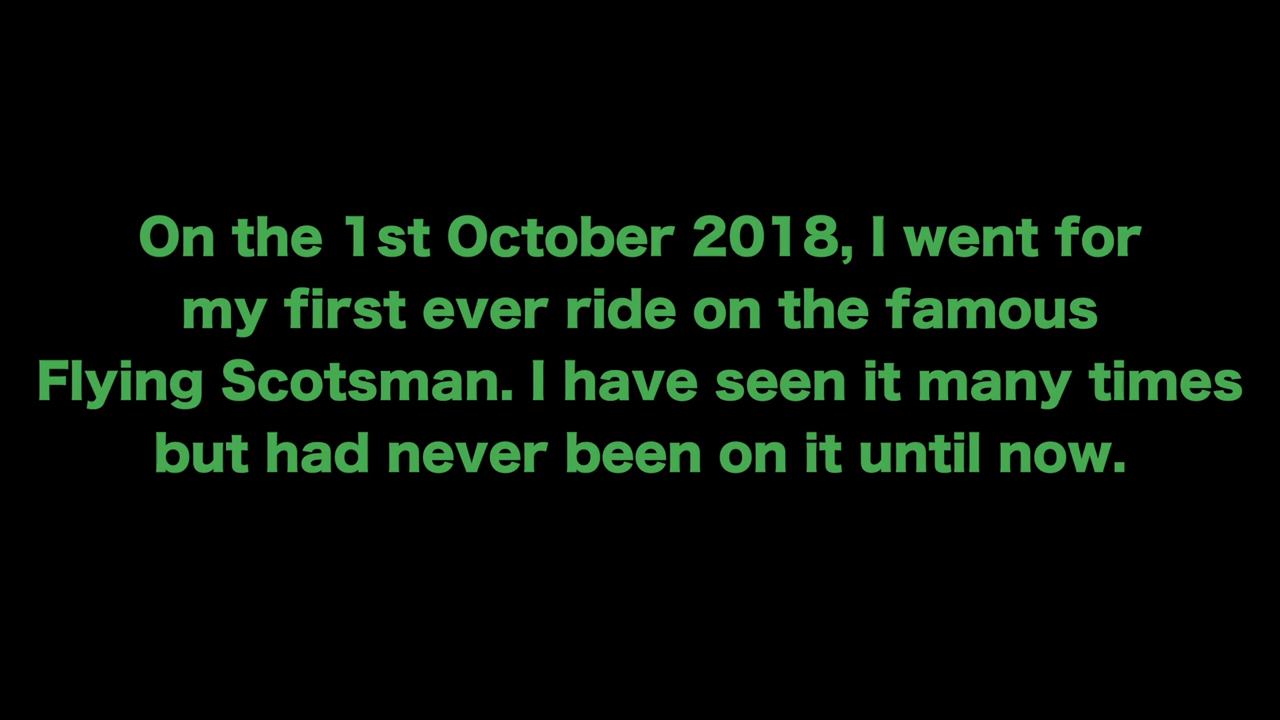 On the 1st October 2018, I went for
my first ever ride on the famous
Flying Scotsman. I have seen it many times
but had never been on it until now.